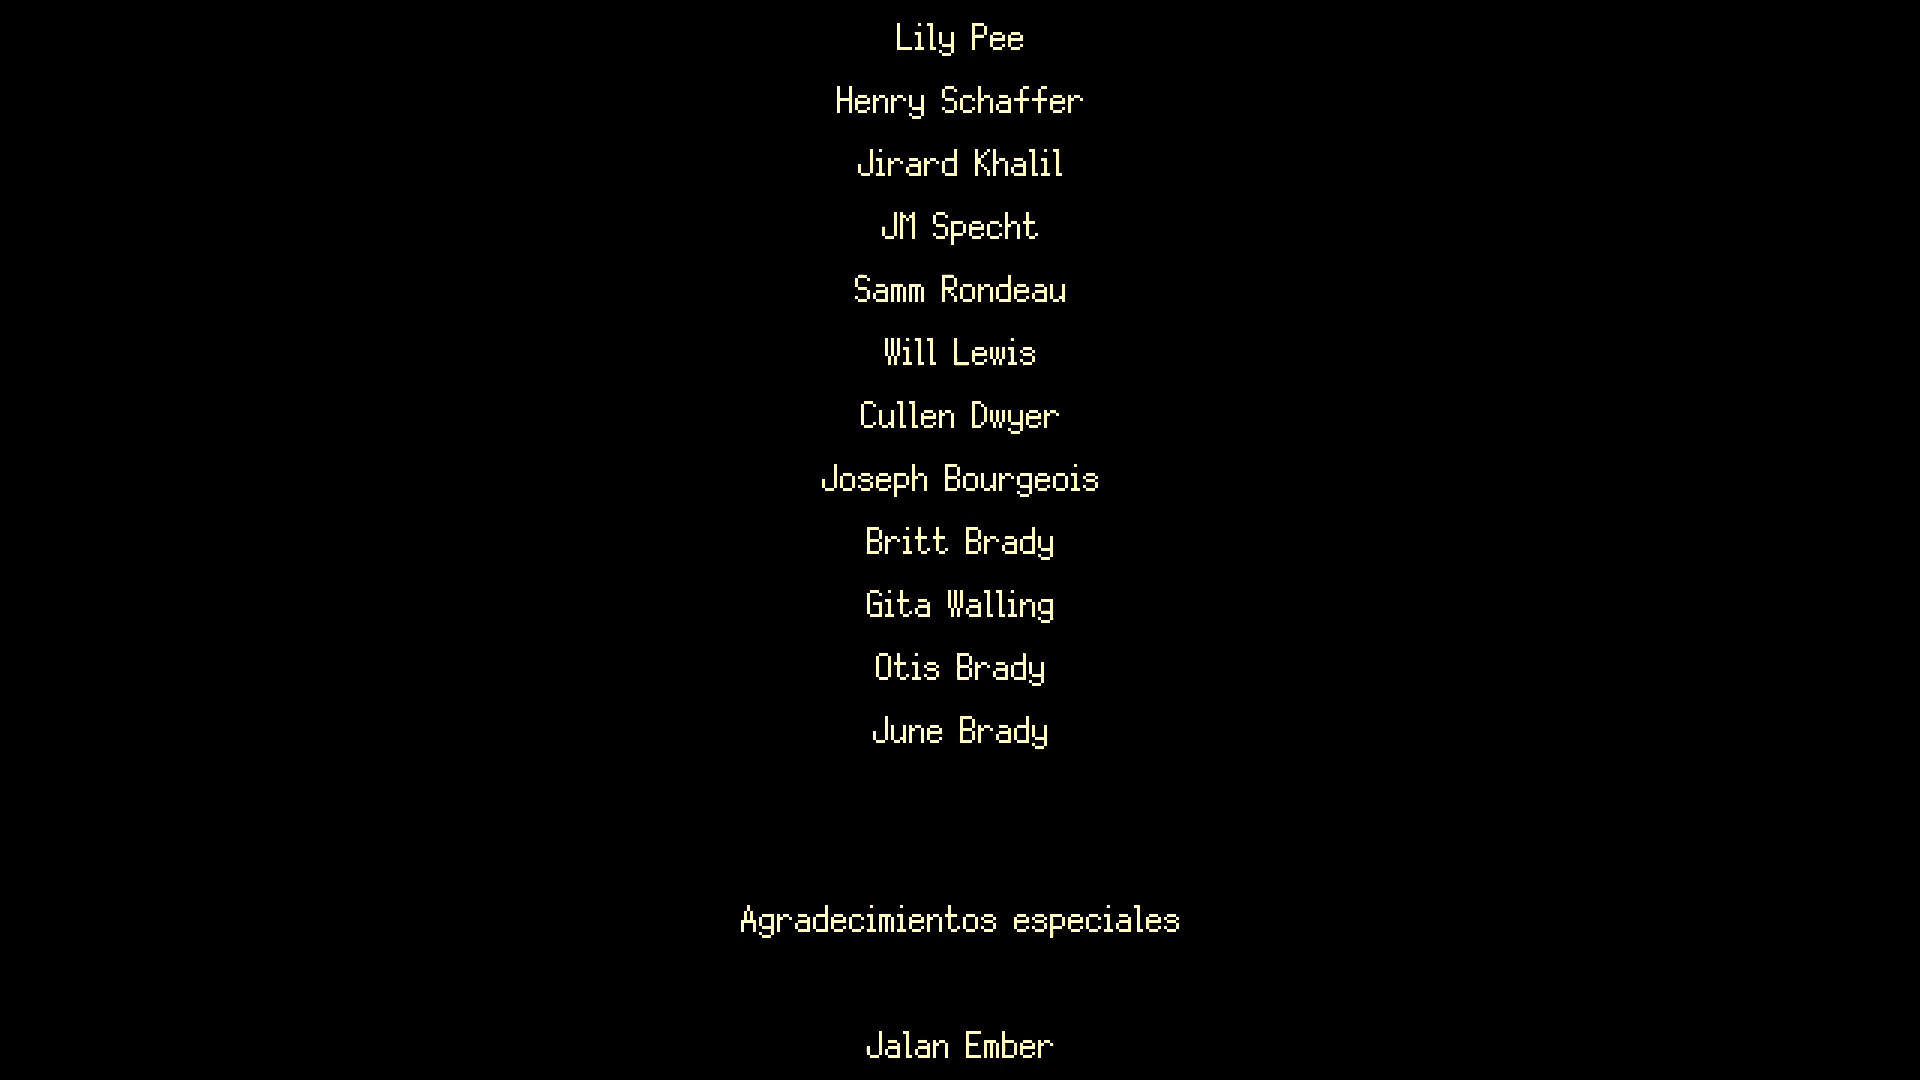 Lily Pee
Henry Schaffer
Jirard Khalil
JM Specht
Samm Rondeau
Will Lewis
Cullen Dwyer
Joseph Bourgeois
Britt Brady
Gita Walling
Otis Brady
June Brady
Agradecimientos especiales
Jalan Ember